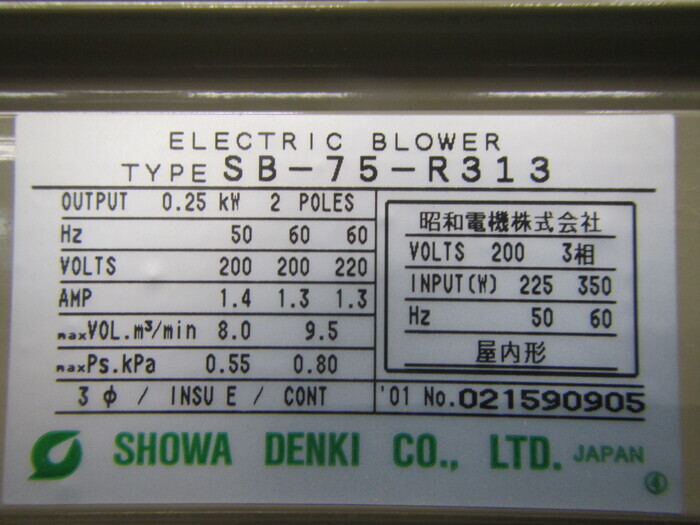 ELECTRIC BLOWER
TYPE SB-75-R313
OUTPUT 0.25 kW 2 POLES
Hz 50 60 60
VOLTS 200 200 220
AMP 1.4 1.3 1.3
maxVOL.m³/min 8.0 9.5
maxPs.kPa 0.55 0.80
3 φ / INSU E / CONT
昭和電機株式会社
VOLTS 200 3相
INPUT(W) 225 350
Hz 50 60
屋内形
'01 No.021590905
SHOWA DENKI CO., LTD. JAPAN
④